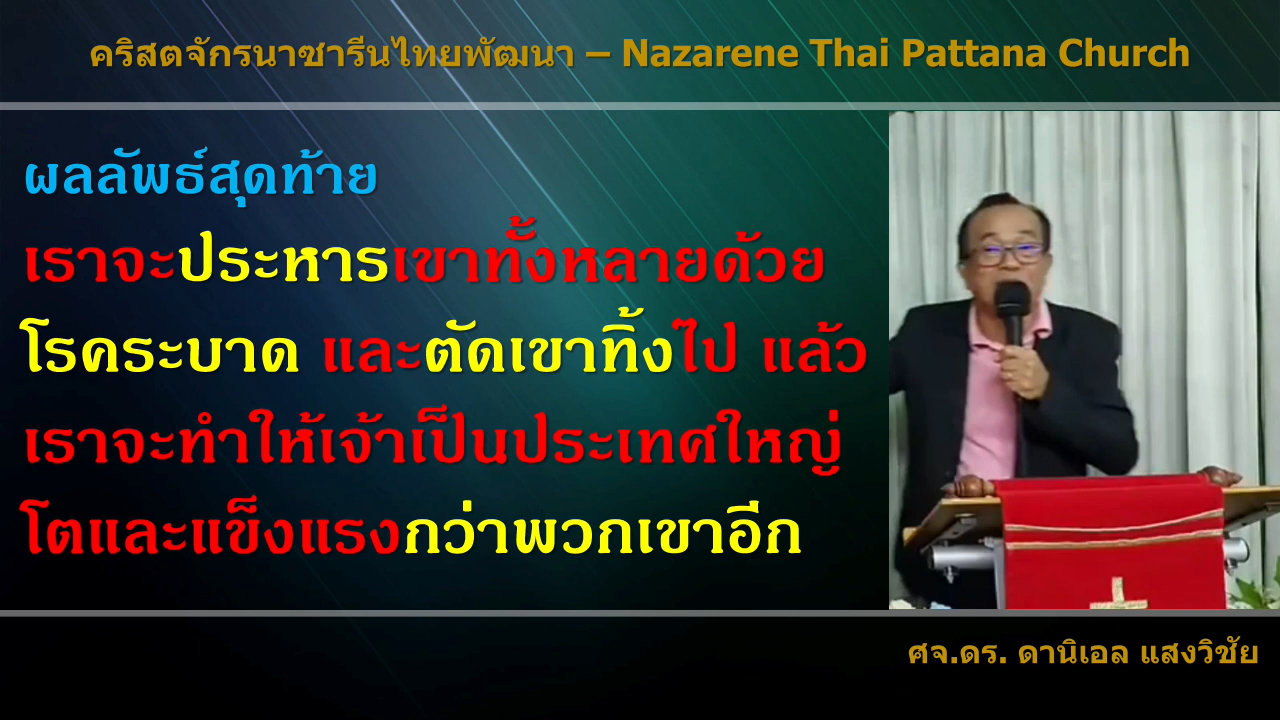 คริสตจักรนาซารีนไทยพัฒนา – Nazarene Thai Pattana Church
ผลลัพธ์สุดท้าย
เราจะประหารเขาทั้งหลายด้วย
โรคระบาด และตัดเขาทิ้งไป แล้ว
เราจะทำให้เจ้าเป็นประเทศใหญ่
โตและแข็งแรงกว่าพวกเขาอีก
ศจ.ดร. ดานิเอล แสงวิชัย